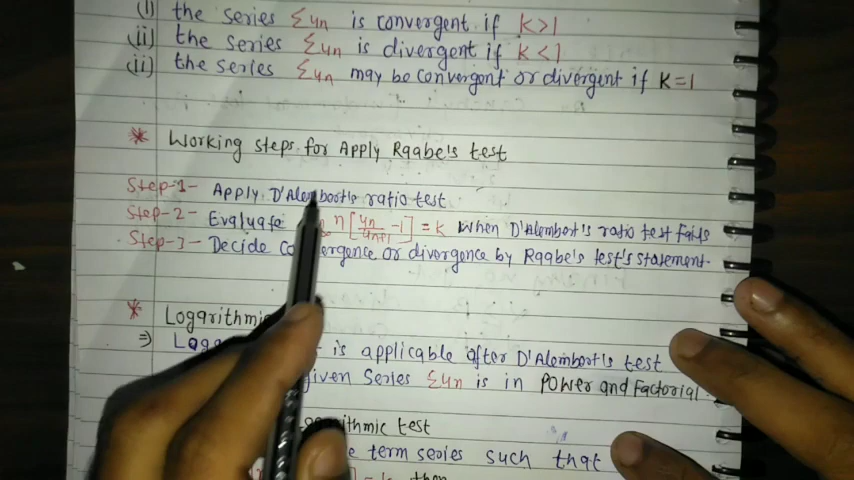 (i) the series Σun is convergent if K>1
(ii) the series Σun is divergent if K<1
(ii) the series Σun may be convergent or divergent if K=1
* Working steps for Apply Raabe's test
Step-1- Apply D'Alembert's ratio test
Step-2- Evaluate n[un/un+1 -1]=K when D'Alembert's ratio test fails
Step-3- Decide convergence or divergence by Raabe's test's statement.
* Logarithmic
⇒ is applicable after D'Alembert's test
given series Σun is in power and factorial.
logarithmic test
term series such that
then